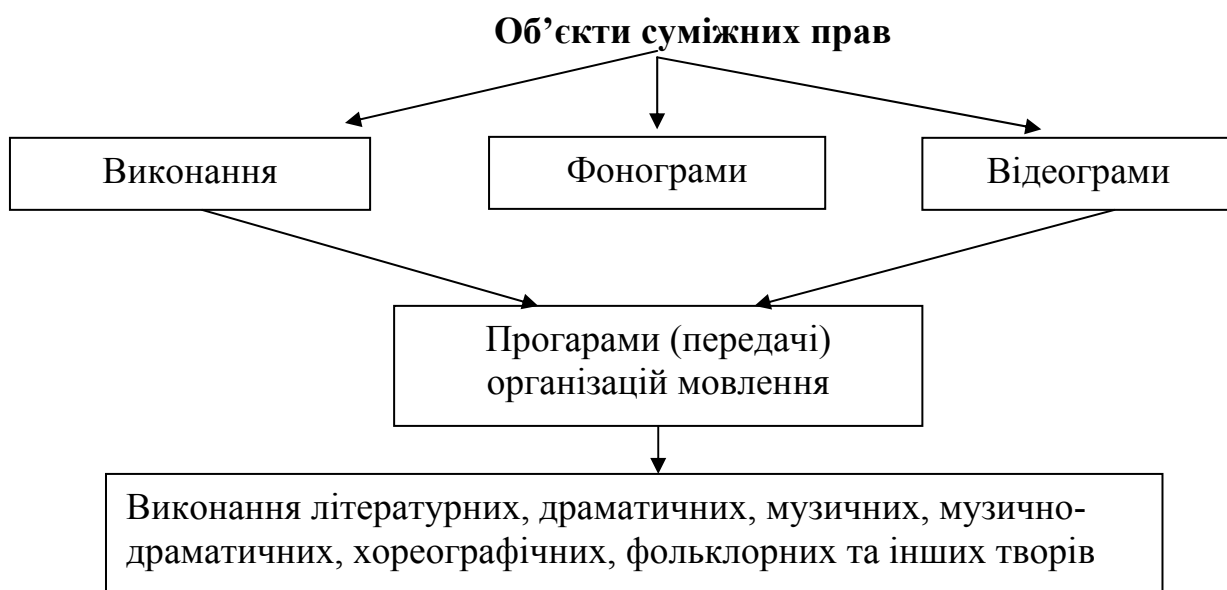 Об’єкти суміжних прав
Виконання
Фонограми
Відеограми
Прогарами (передачі)
організацій мовлення
Виконання літературних, драматичних, музичних, музично-
драматичних, хореографічних, фольклорних та інших творів